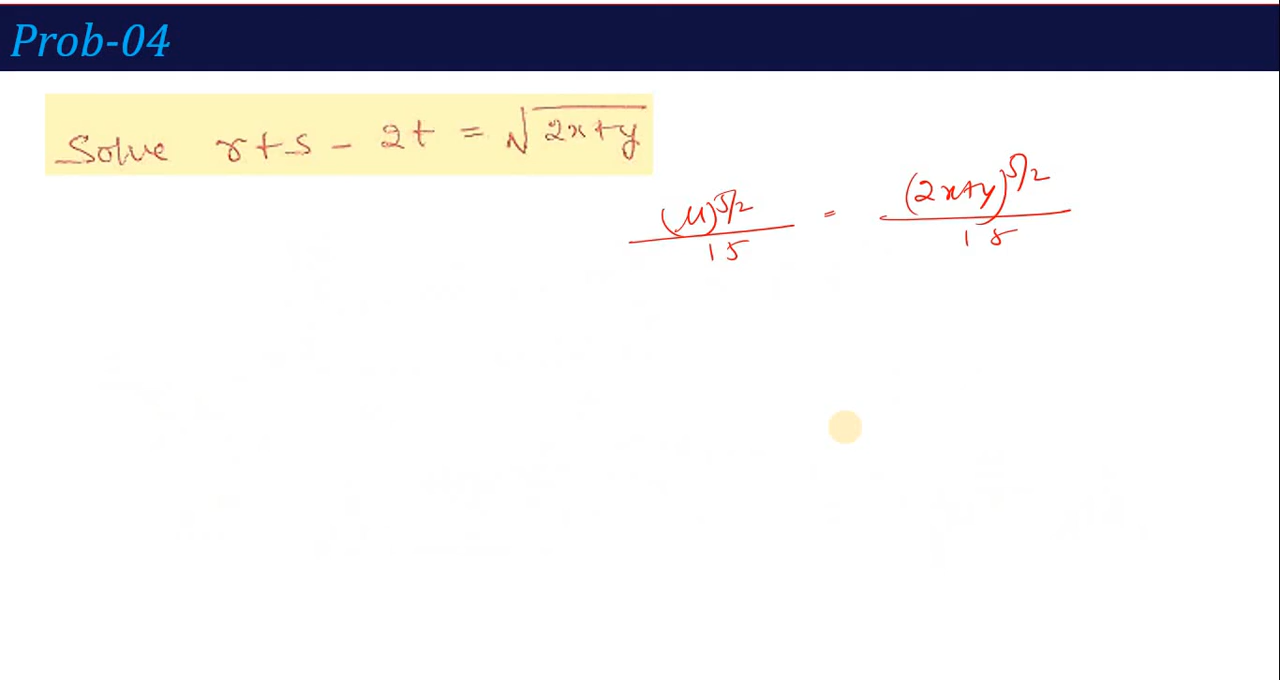 Prob-04
Solve r+s - 2t = √(2x+y)
(u)^5/2 / 15 = (2x+y)^5/2 / 15